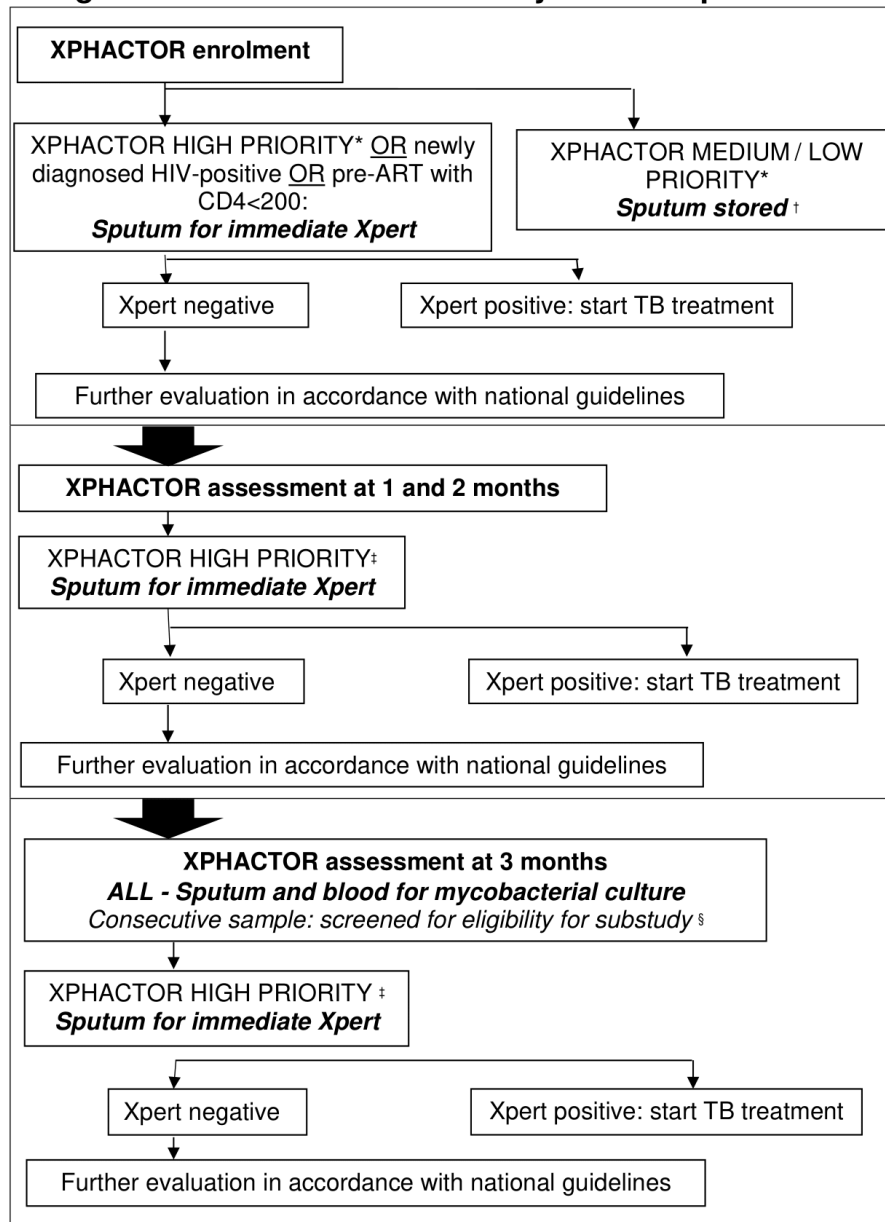 XPHACTOR enrolment
XPHACTOR HIGH PRIORITY* OR newly
diagnosed HIV-positive OR pre-ART with
CD4<200:
Sputum for immediate Xpert
XPHACTOR MEDIUM / LOW
PRIORITY*
Sputum stored †
Xpert negative
Xpert positive: start TB treatment
Further evaluation in accordance with national guidelines
XPHACTOR assessment at 1 and 2 months
XPHACTOR HIGH PRIORITY‡
Sputum for immediate Xpert
Xpert negative
Xpert positive: start TB treatment
Further evaluation in accordance with national guidelines
XPHACTOR assessment at 3 months
ALL - Sputum and blood for mycobacterial culture
Consecutive sample: screened for eligibility for substudy §
XPHACTOR HIGH PRIORITY ‡
Sputum for immediate Xpert
Xpert negative
Xpert positive: start TB treatment
Further evaluation in accordance with national guidelines